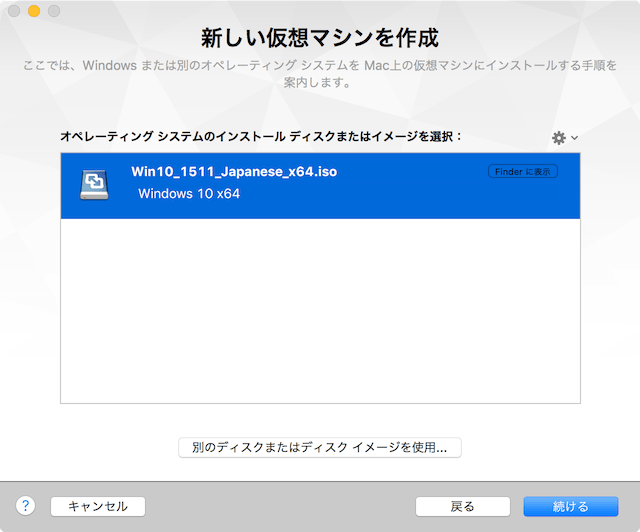 新しい仮想マシンを作成
ここでは、Windows または別のオペレーティング システムを Mac上の仮想マシンにインストールする手順を
案内します。
オペレーティング システムのインストール ディスクまたはイメージを選択：
Win10_1511_Japanese_x64.iso
Finder に表示
Windows 10 x64
別のディスクまたはディスク イメージを使用...
?
キャンセル
戻る
続ける